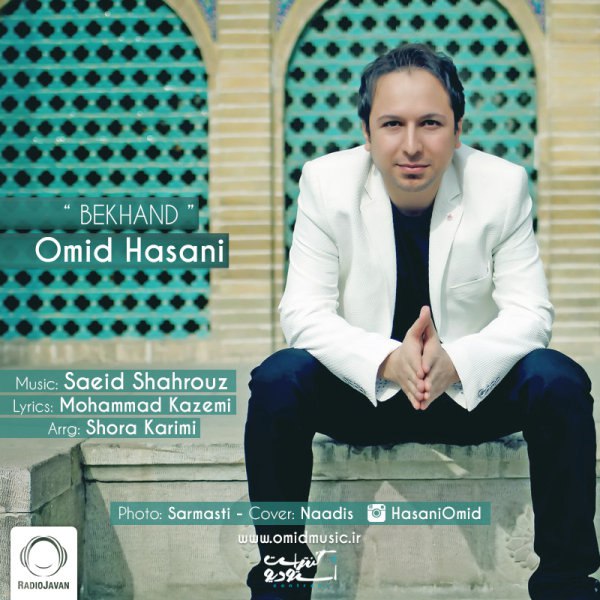 “ BEKHAND ”
Omid Hasani
Music: Saeid Shahrouz
Lyrics: Mohammad Kazemi
Arrg: Shora Karimi
Photo: Sarmasti - Cover: Naadis HasaniOmid
www.omidmusic.ir
RADIOJAVAN